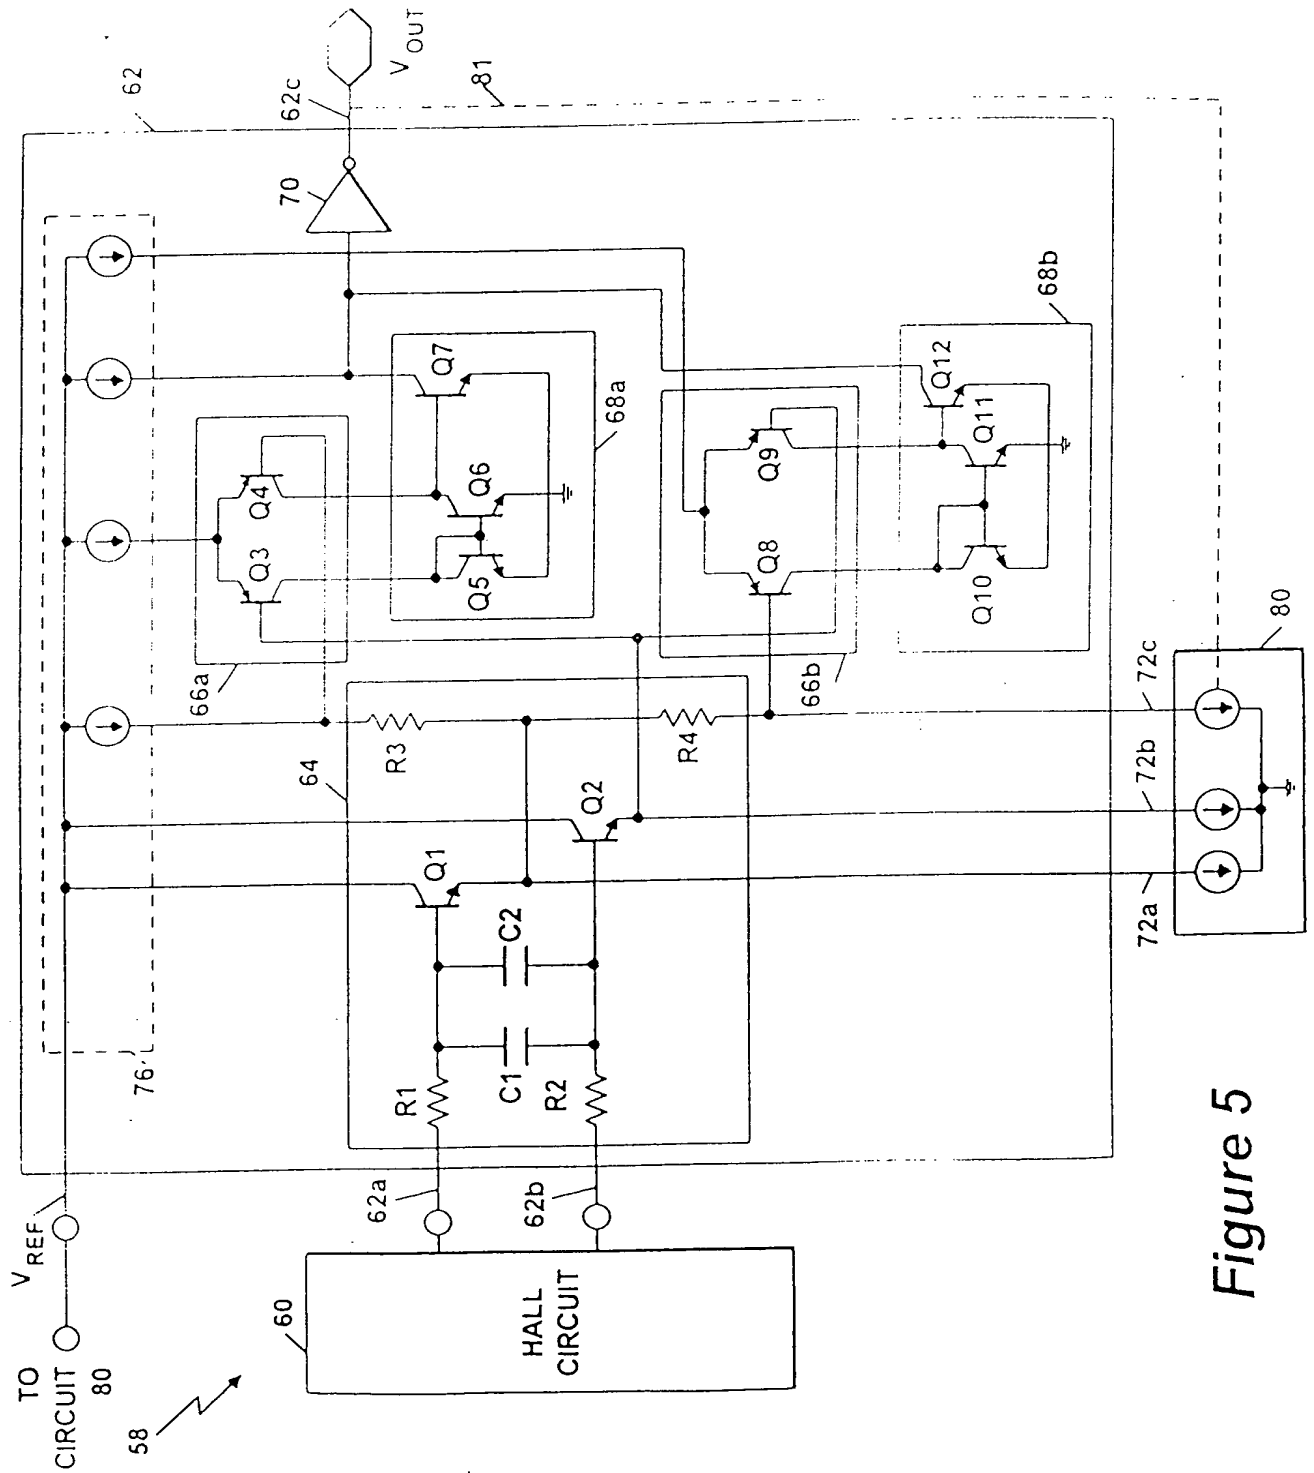 TO
CIRCUIT
80
VREF
58
60
HALL
CIRCUIT
62a
62b
62
76
64
R1
R2
C1
C2
Q1
Q2
R3
R4
66a
Q3
Q4
Q5
Q6
Q7
68a
70
62c
VOUT
81
66b
Q8
Q9
Q10
Q11
Q12
68b
72a
72b
72c
80
Figure 5